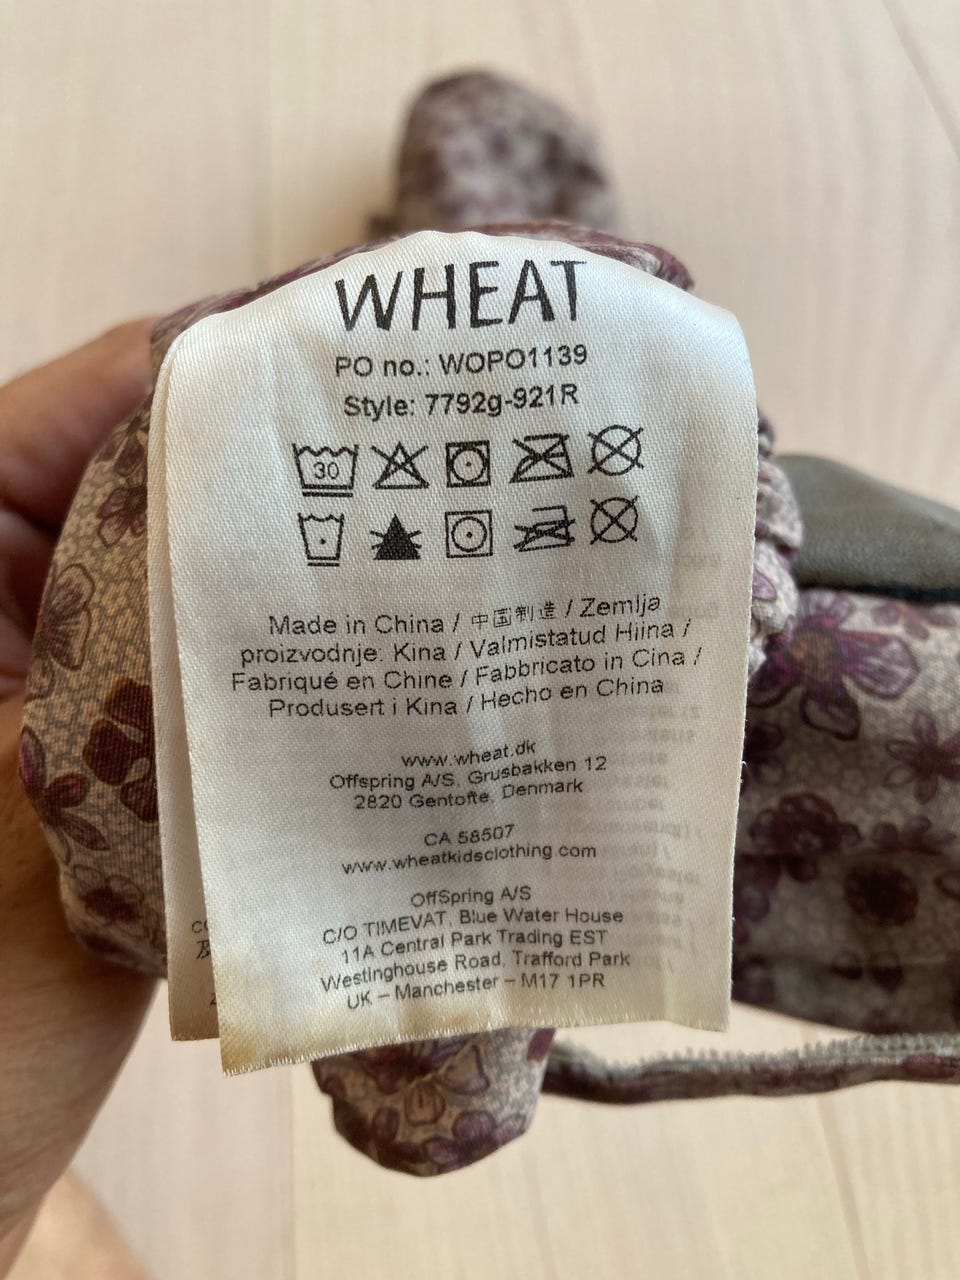 WHEAT
PO no.: WOPO1139
Style: 7792g-921R
30
Made in China / 中国制造 / Zemlja
proizvodnje: Kina / Valmistatud Hiina /
Fabriqué en Chine / Fabbricato in Cina /
Produsert i Kina / Hecho en China
www.wheat.dk
Offspring A/S, Grusbakken 12
2820 Gentofte, Denmark
CA 58507
www.wheatkidsclothing.com
OffSpring A/S
C/O TIMEVAT, Blue Water House
11A Central Park Trading EST
Westinghouse Road, Trafford Park
UK – Manchester – M17 1PR